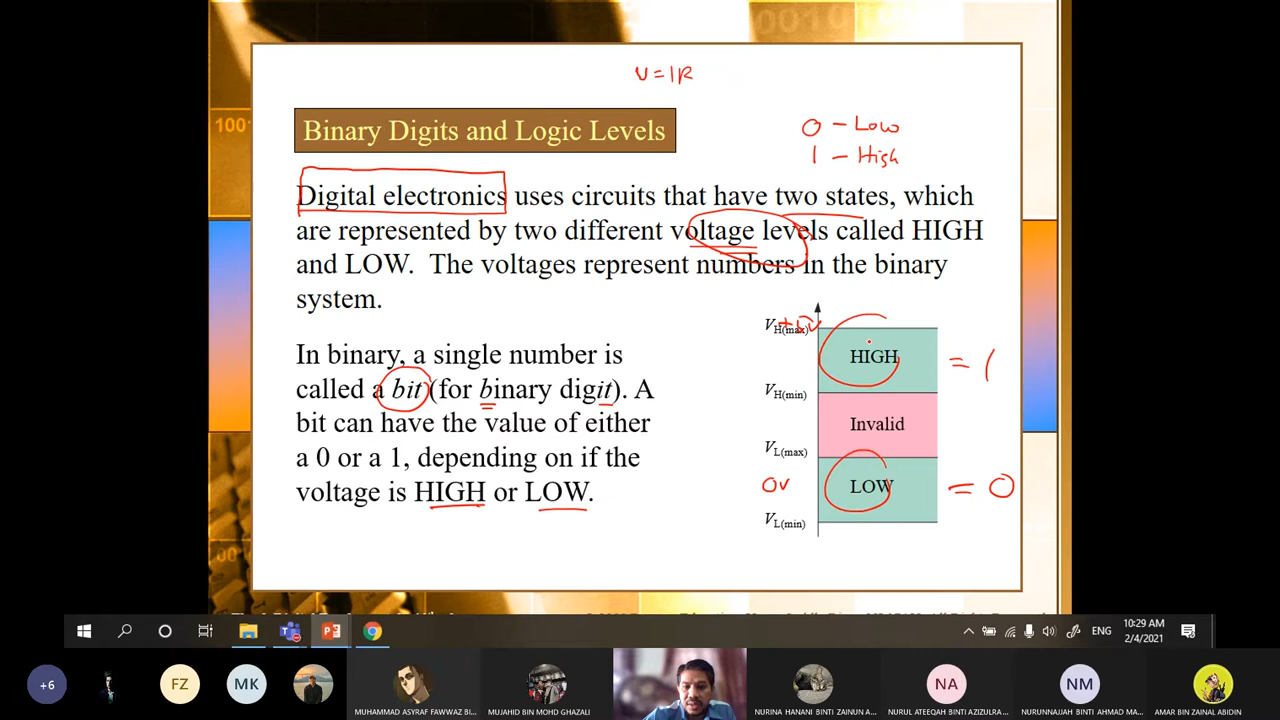 V=IR
Binary Digits and Logic Levels
0 - Low
1 - High
Digital electronics uses circuits that have two states, which
are represented by two different voltage levels called HIGH
and LOW. The voltages represent numbers in the binary
system.
In binary, a single number is
called a bit (for binary digit). A
bit can have the value of either
a 0 or a 1, depending on if the
voltage is HIGH or LOW.
VH(max)
HIGH = 1
VH(min)
Invalid
VL(max)
0V LOW = 0
VL(min)
ENG
10:29 AM
2/4/2021
+6
FZ
MK
MUHAMMAD ASYRAF FAWWAZ BI...
MUJAHID BIN MOHD GHAZALI
NURINA HANANI BINTI ZAINUN A...
NA
NURUL ATEEQAH BINTI AZIZULRA...
NM
NURUNNAJJAH BINTI AHMAD MA...
AMAR BIN ZAINAL ABIDIN